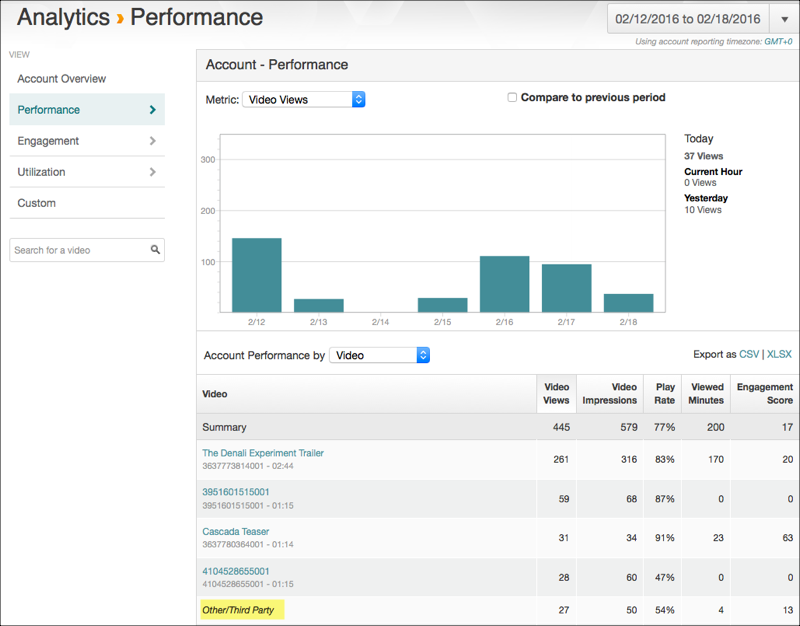 Analytics › Performance
02/12/2016 to 02/18/2016
Using account reporting timezone: GMT+0
VIEW
Account Overview
Performance
Engagement
Utilization
Custom
Search for a video
Account - Performance
Metric: Video Views
Compare to previous period
300
200
100
2/12 2/13 2/14 2/15 2/16 2/17 2/18
Today
37 Views
Current Hour
0 Views
Yesterday
10 Views
Account Performance by Video
Export as CSV | XLSX
Video Video Views Video Impressions Play Rate Viewed Minutes Engagement Score
Summary 445 579 77% 200 17
The Denali Experiment Trailer 261 316 83% 170 20
3637773814001 - 02:44
3951601515001 59 68 87% 0 0
3951601515001 - 01:15
Cascada Teaser 31 34 91% 23 63
3637780364001 - 01:14
4104528655001 28 60 47% 0 0
4104528655001 - 01:15
Other/Third Party 27 50 54% 4 13